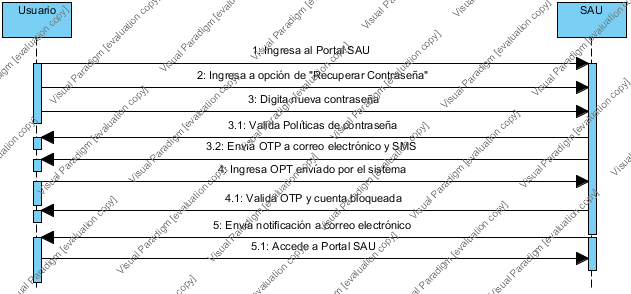 Usuario
SAU
1: Ingresa al Portal SAU
2: Ingresa a opción de "Recuperar Contraseña"
3: Digita nueva contraseña
3.1: Valida Políticas de contraseña
3.2: Envia OTP a correo electrónico y SMS
4: Ingresa OPT enviado por el sistema
4.1: Valida OTP y cuenta bloqueada
5: Envia notificación a correo electrónico
5.1: Accede a Portal SAU
Visual Paradigm [evaluation copy]